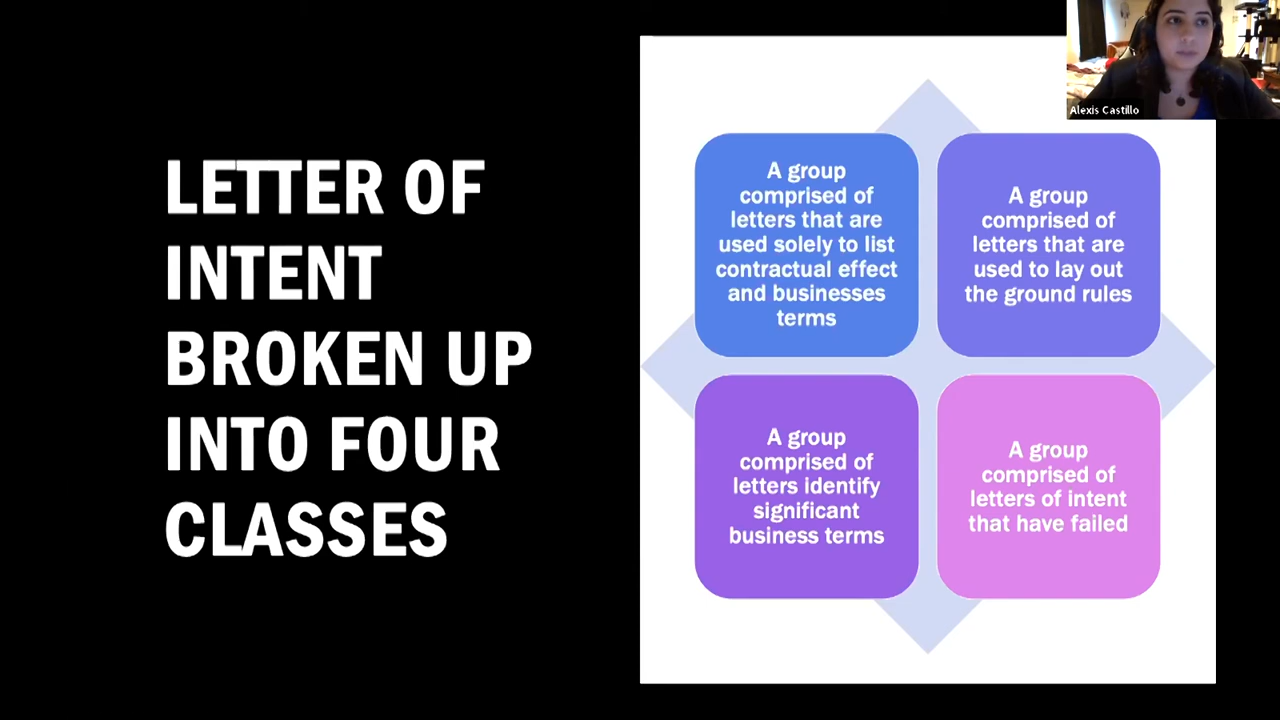 LETTER OF
INTENT
BROKEN UP
INTO FOUR
CLASSES
A group
comprised of
letters that are
used solely to list
contractual effect
and businesses
terms
A group
comprised of
letters that are
used to lay out
the ground rules
A group
comprised of
letters identify
significant
business terms
A group
comprised of
letters of intent
that have failed
Alexis Castillo